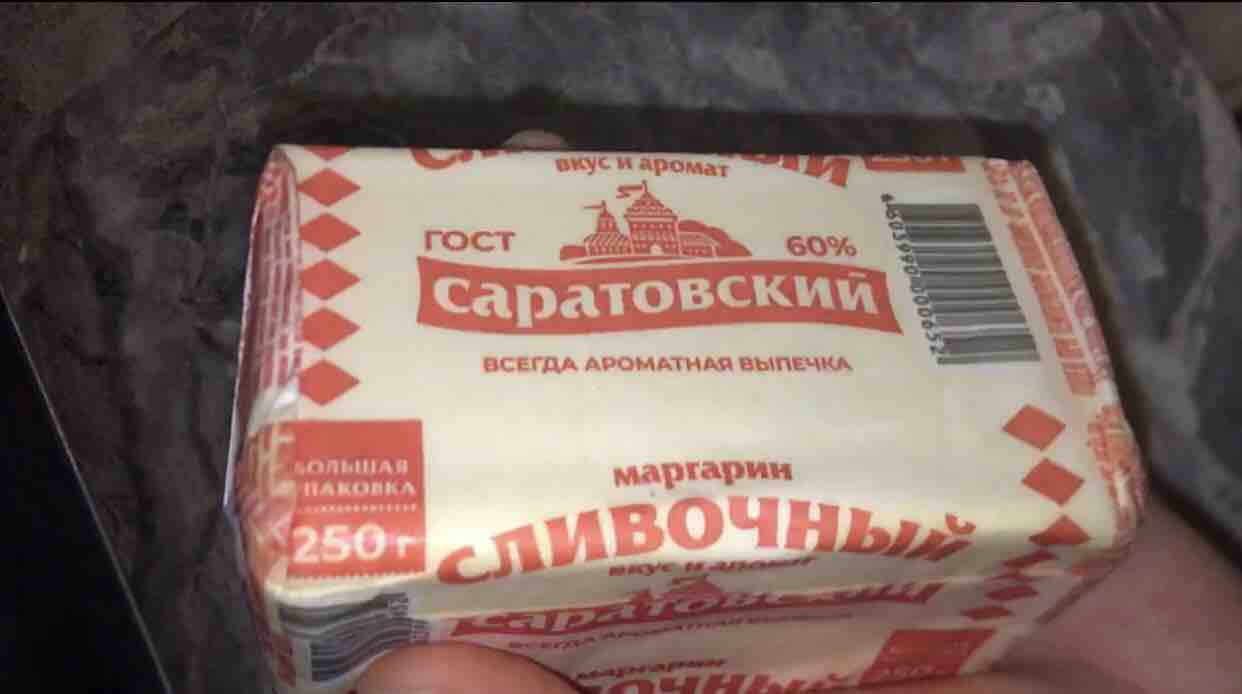 вкус и аромат
ГОСТ
60%
саратовский
ВСЕГДА АРОМАТНАЯ ВЫПЕЧКА
БОЛЬШАЯ
250 г
маргарин
СЛИВОЧНЫЙ
вкус и аромат
саратовский
ВСЕГДА АРОМАТНАЯ ВЫПЕЧКА
маргарин